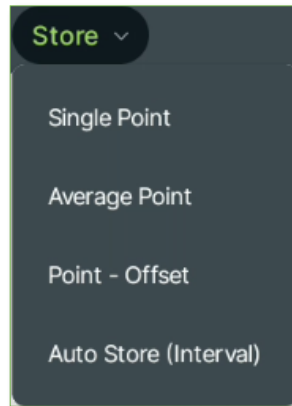 Store
Single Point
Average Point
Point - Offset
Auto Store (Interval)